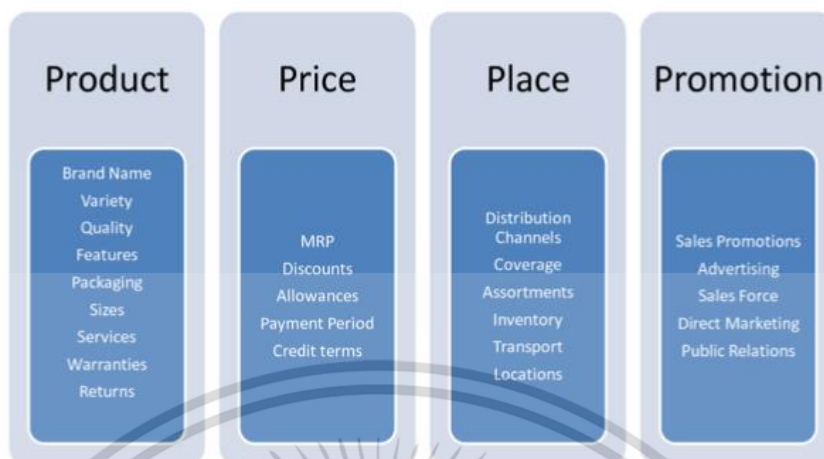 Product
Brand Name
Variety
Quality
Features
Packaging
Sizes
Services
Warranties
Returns
Price
MRP
Discounts
Allowances
Payment Period
Credit terms
Place
Distribution
Channels
Coverage
Assortments
Inventory
Transport
Locations
Promotion
Sales Promotions
Advertising
Sales Force
Direct Marketing
Public Relations